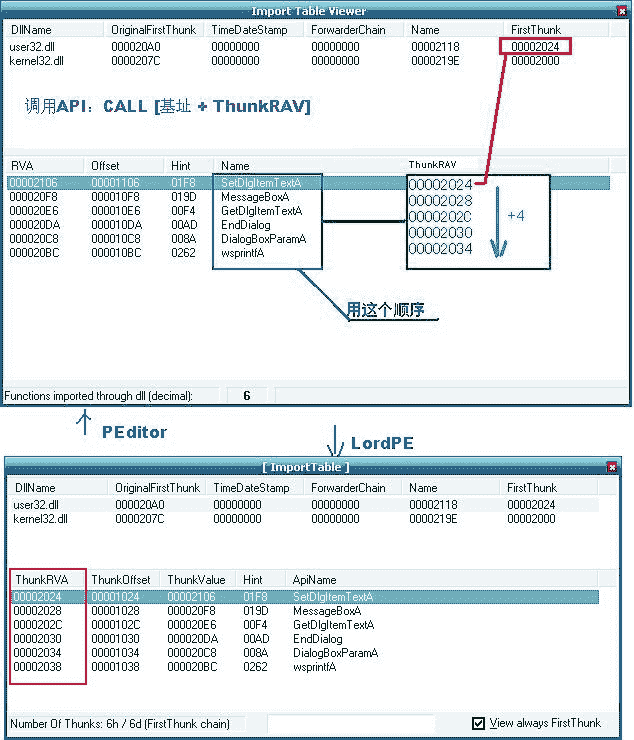 Import Table Viewer
DllName OriginalFirstThunk TimeDateStamp ForwarderChain Name FirstThunk
user32.dll 000020A0 00000000 00000000 00002118 00002024
kernel32.dll 0000207C 00000000 00000000 0000219E 00002000
调用API：CALL [基址 + ThunkRAV]
RVA Offset Hint Name ThunkRAV
00002106 00001106 01F8 SetDlgItemTextA 00002024
000020F8 000010F8 019D MessageBoxA 00002028
000020E6 000010E6 00F4 GetDlgItemTextA 0000202C
000020DA 000010DA 00AD EndDialog 00002030
000020C8 000010C8 008A DialogBoxParamA 00002034
000020BC 000010BC 0262 wsprintfA
+4
用这个顺序
Functions imported through dll (decimal): 6
PEditor
LordPE
[ ImportTable ]
DllName OriginalFirstThunk TimeDateStamp ForwarderChain Name FirstThunk
user32.dll 000020A0 00000000 00000000 00002118 00002024
kernel32.dll 0000207C 00000000 00000000 0000219E 00002000
ThunkRVA ThunkOffset ThunkValue Hint ApiName
00002024 00001024 00002106 01F8 SetDlgItemTextA
00002028 00001028 000020F8 019D MessageBoxA
0000202C 0000102C 000020E6 00F4 GetDlgItemTextA
00002030 00001030 000020DA 00AD EndDialog
00002034 00001034 000020C8 008A DialogBoxParamA
00002038 00001038 000020BC 0262 wsprintfA
Number Of Thunks: 6h / 6d (FirstThunk chain)
View always FirstThunk